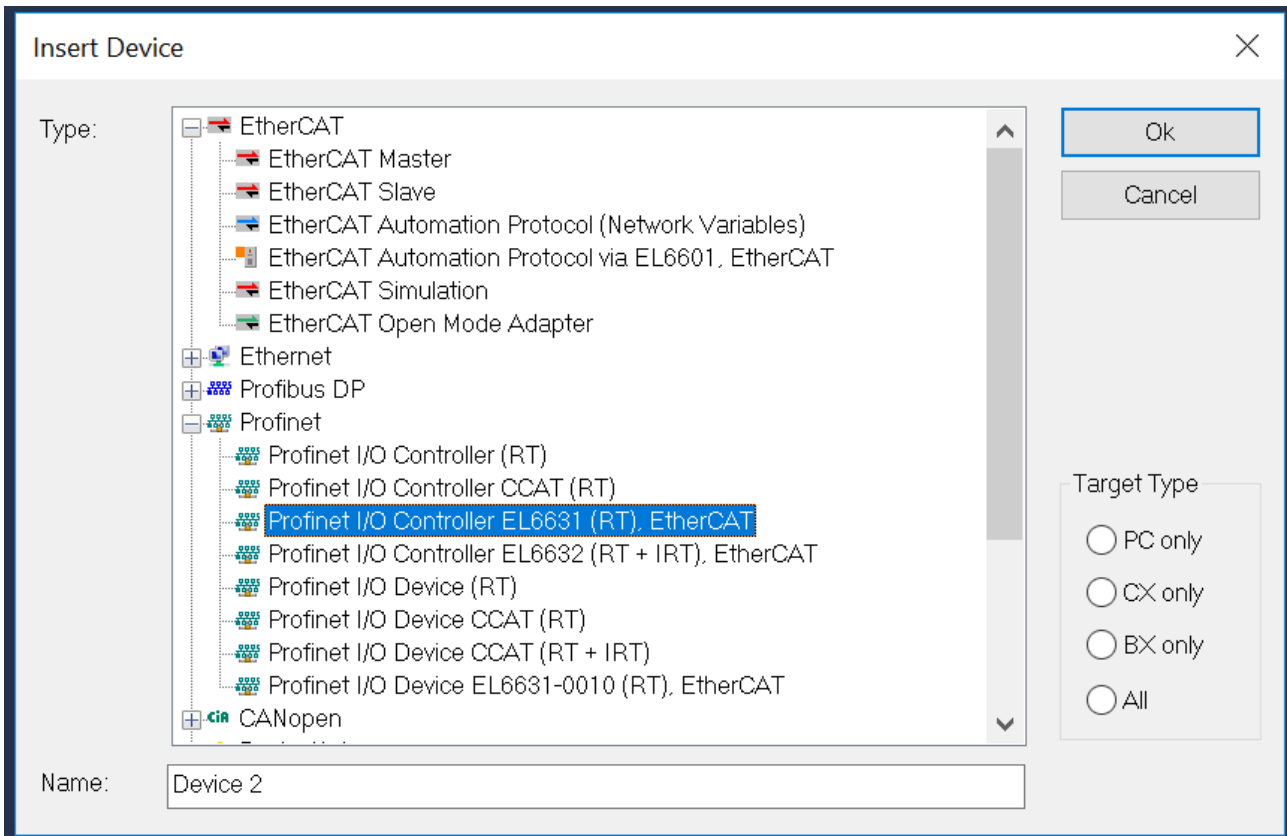 Insert Device
Type:
EtherCAT
EtherCAT Master
EtherCAT Slave
EtherCAT Automation Protocol (Network Variables)
EtherCAT Automation Protocol via EL6601, EtherCAT
EtherCAT Simulation
EtherCAT Open Mode Adapter
Ethernet
Profibus DP
Profinet
Profinet I/O Controller (RT)
Profinet I/O Controller CCAT (RT)
Profinet I/O Controller EL6631 (RT), EtherCAT
Profinet I/O Controller EL6632 (RT + IRT), EtherCAT
Profinet I/O Device (RT)
Profinet I/O Device CCAT (RT)
Profinet I/O Device CCAT (RT + IRT)
Profinet I/O Device EL6631-0010 (RT), EtherCAT
CiA CANopen
Ok
Cancel
Target Type
PC only
CX only
BX only
All
Name:
Device 2